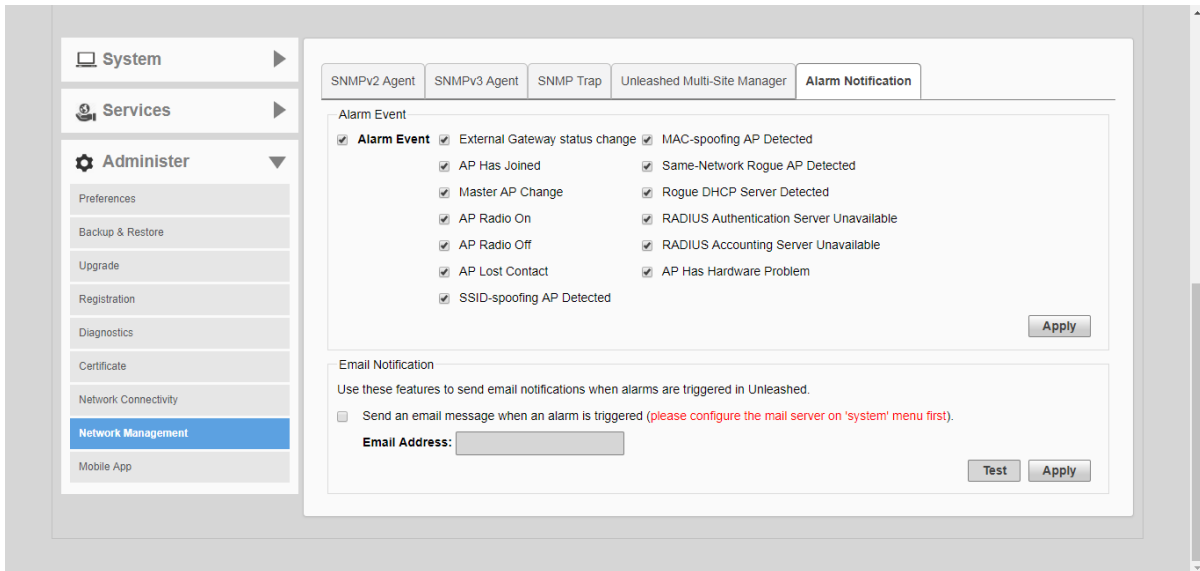 System
Services
Administer
Preferences
Backup & Restore
Upgrade
Registration
Diagnostics
Certificate
Network Connectivity
Network Management
Mobile App
SNMPv2 Agent SNMPv3 Agent SNMP Trap Unleashed Multi-Site Manager Alarm Notification
Alarm Event
Alarm Event External Gateway status change MAC-spoofing AP Detected
AP Has Joined Same-Network Rogue AP Detected
Master AP Change Rogue DHCP Server Detected
AP Radio On RADIUS Authentication Server Unavailable
AP Radio Off RADIUS Accounting Server Unavailable
AP Lost Contact AP Has Hardware Problem
SSID-spoofing AP Detected
Apply
Email Notification
Use these features to send email notifications when alarms are triggered in Unleashed.
Send an email message when an alarm is triggered (please configure the mail server on 'system' menu first).
Email Address:
Test Apply